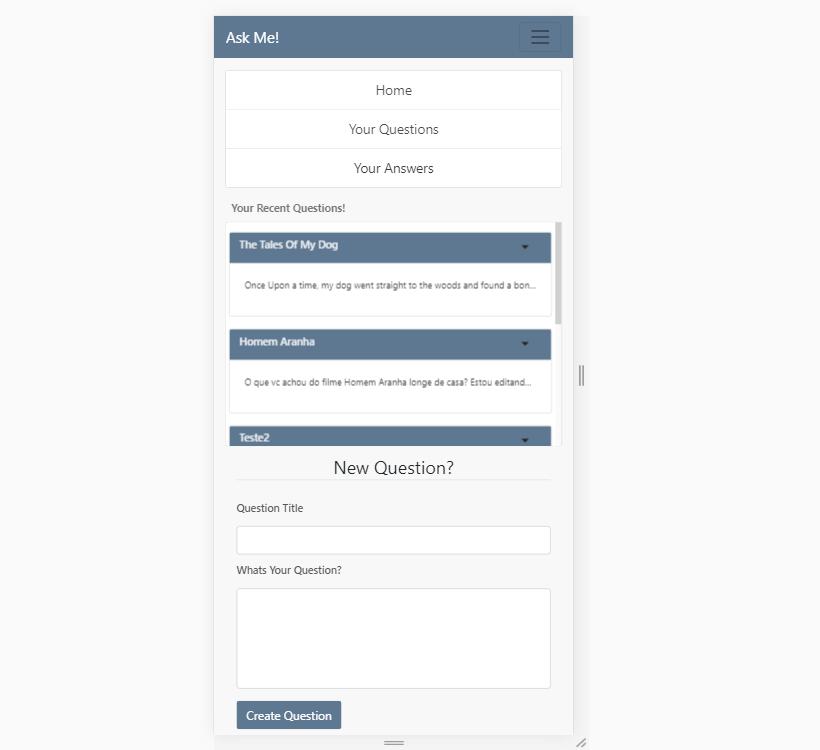 Ask Me!
Home
Your Questions
Your Answers
Your Recent Questions!
The Tales Of My Dog
Once Upon a time, my dog went straight to the woods and found a bon...
Homem Aranha
O que vc achou do filme Homem Aranha longe de casa? Estou editand...
Teste2
New Question?
Question Title
Whats Your Question?
Create Question